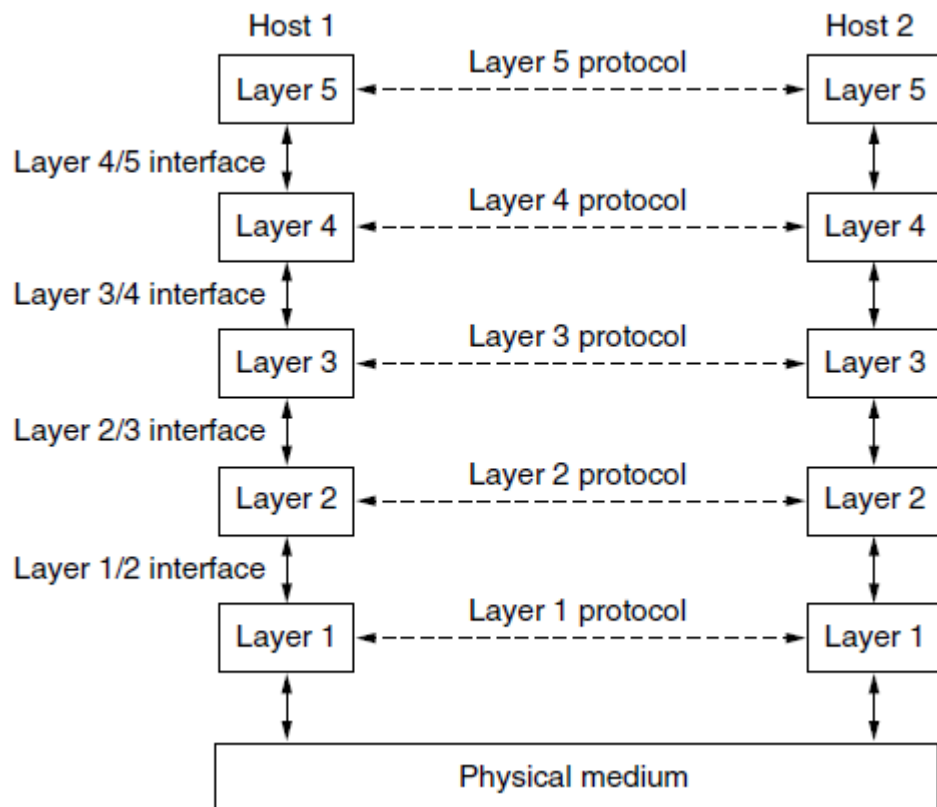 Host 1
Host 2
Layer 5
Layer 5 protocol
Layer 5
Layer 4/5 interface
Layer 4
Layer 4 protocol
Layer 4
Layer 3/4 interface
Layer 3
Layer 3 protocol
Layer 3
Layer 2/3 interface
Layer 2
Layer 2 protocol
Layer 2
Layer 1/2 interface
Layer 1
Layer 1 protocol
Layer 1
Physical medium